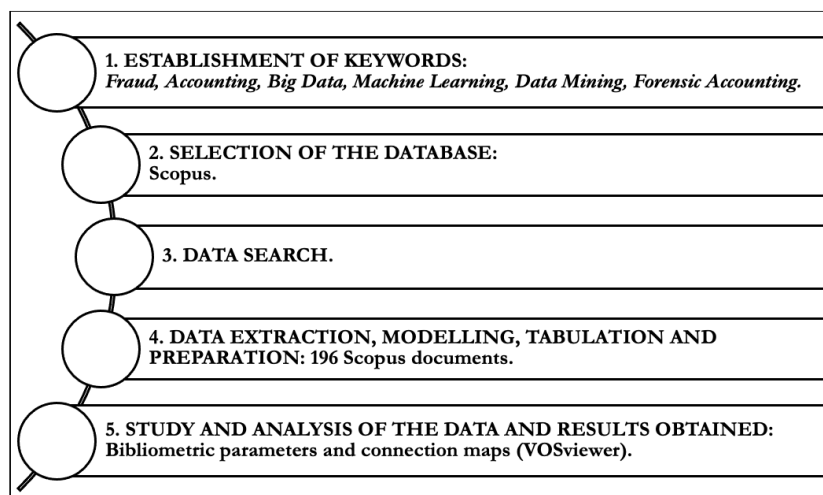 1. ESTABLISHMENT OF KEYWORDS:
Fraud, Accounting, Big Data, Machine Learning, Data Mining, Forensic Accounting.
2. SELECTION OF THE DATABASE:
Scopus.
3. DATA SEARCH.
4. DATA EXTRACTION, MODELLING, TABULATION AND
PREPARATION: 196 Scopus documents.
5. STUDY AND ANALYSIS OF THE DATA AND RESULTS OBTAINED:
Bibliometric parameters and connection maps (VOSviewer).